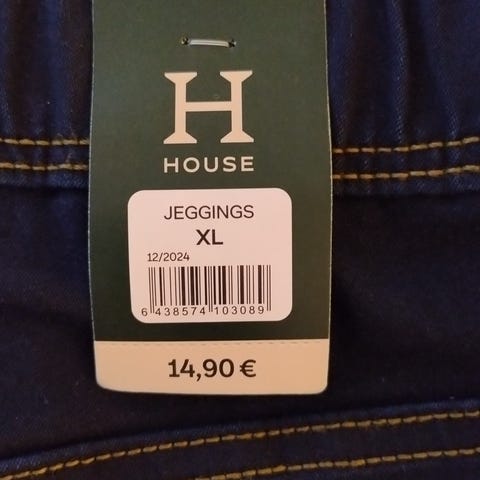 H
HOUSE
JEGGINGS
XL
12/2024
6 438574 103089
14,90 €